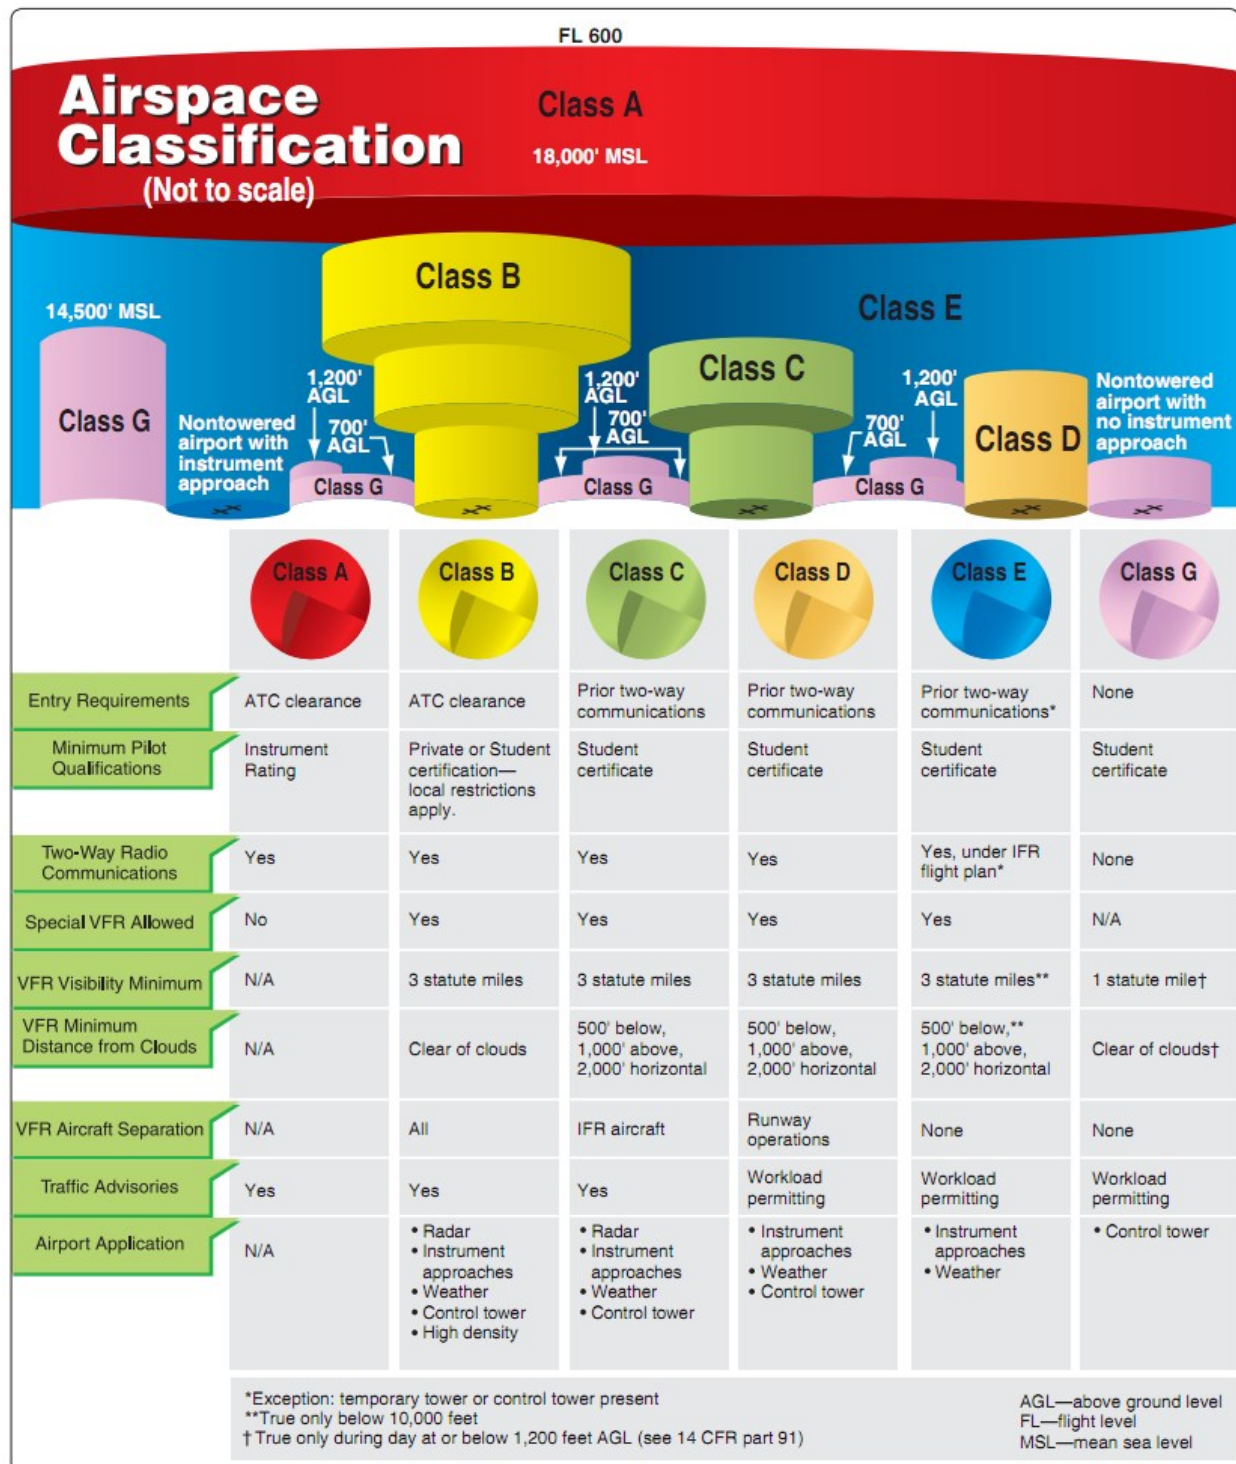 FL 600
Airspace
Classification
(Not to scale)
Class A
18,000' MSL
Class B
Class E
14,500' MSL
Class G
Nontowered
airport with
instrument
approach
1,200'
AGL
700'
AGL
Class G
1,200'
AGL
700'
AGL
Class G
Class C
700'
AGL
1,200'
AGL
Class G
Class D
Nontowered
airport with
no instrument
approach
Class A
Class B
Class C
Class D
Class E
Class G
Entry Requirements
ATC clearance
ATC clearance
Prior two-way
communications
Prior two-way
communications
Prior two-way
communications*
None
Minimum Pilot
Qualifications
Instrument
Rating
Private or Student
certification—
local restrictions
apply.
Student
certificate
Student
certificate
Student
certificate
Student
certificate
Two-Way Radio
Communications
Yes
Yes
Yes
Yes
Yes, under IFR
flight plan*
None
Special VFR Allowed
No
Yes
Yes
Yes
Yes
N/A
VFR Visibility Minimum
N/A
3 statute miles
3 statute miles
3 statute miles
3 statute miles**
1 statute mile†
VFR Minimum
Distance from Clouds
N/A
Clear of clouds
500' below,
1,000' above,
2,000' horizontal
500' below,
1,000' above,
2,000' horizontal
500' below,**
1,000' above,
2,000' horizontal
Clear of clouds†
VFR Aircraft Separation
N/A
All
IFR aircraft
Runway
operations
None
None
Traffic Advisories
Yes
Yes
Yes
Workload
permitting
Workload
permitting
Workload
permitting
Airport Application
N/A
• Radar
• Instrument
approaches
• Weather
• Control tower
• High density
• Radar
• Instrument
approaches
• Weather
• Control tower
• Instrument
approaches
• Weather
• Control tower
• Instrument
approaches
• Weather
• Control tower
*Exception: temporary tower or control tower present
**True only below 10,000 feet
† True only during day at or below 1,200 feet AGL (see 14 CFR part 91)
AGL—above ground level
FL—flight level
MSL—mean sea level